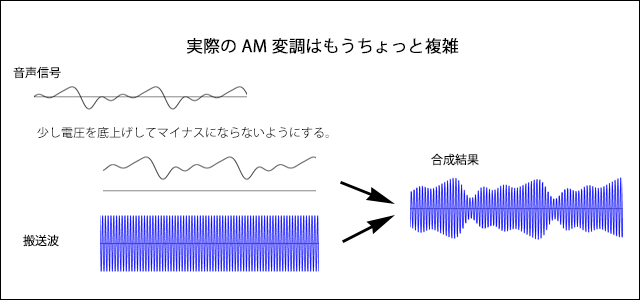 実際の AM 変調はもうちょっと複雑
音声信号
少し電圧を底上げしてマイナスにならないようにする。
合成結果
搬送波